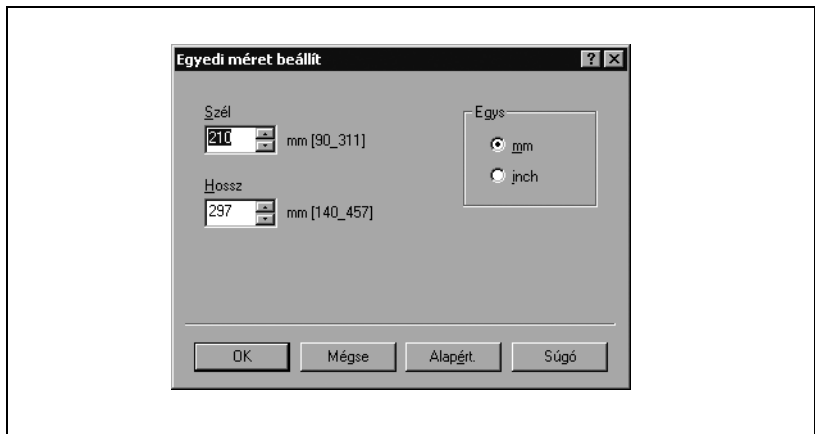 Egyedi méret beállít
Szél
210 mm [90_311]
Hossz
297 mm [140_457]
Egys
mm
inch
OK Mégse Alapért. Súgó